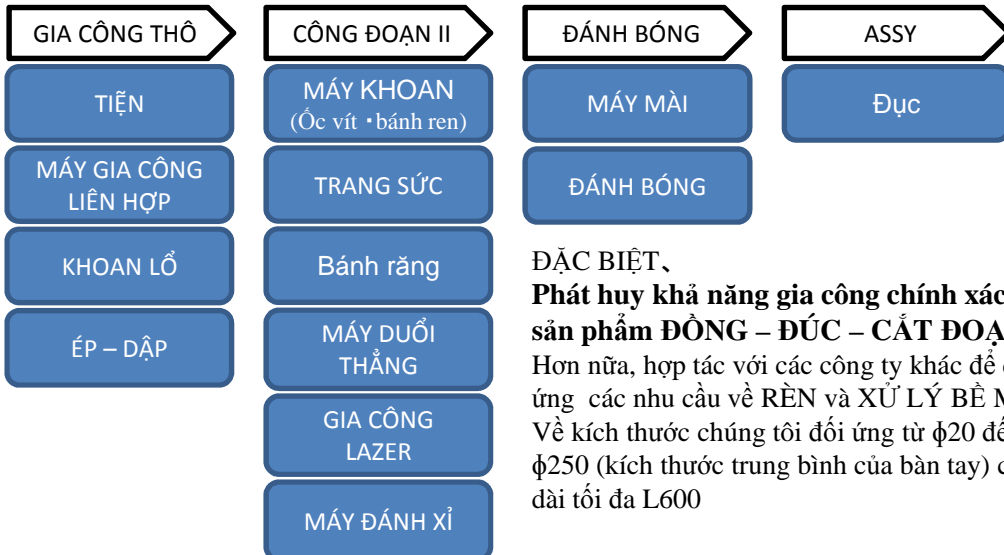 GIA CÔNG THÔ
TIỆN
MÁY GIA CÔNG
LIÊN HỢP
KHOAN LỔ
ÉP – DẬP
CÔNG ĐOẠN II
MÁY KHOAN
(Ốc vít ・bánh ren)
TRANG SỨC
Bánh răng
MÁY DUỔI
THẲNG
GIA CÔNG
LAZER
MÁY ĐÁNH XỈ
ĐÁNH BÓNG
MÁY MÀI
ĐÁNH BÓNG
ASSY
Đục
ĐẶC BIỆT、
Phát huy khả năng gia công chính xác
sản phẩm ĐỒNG – ĐÚC – CẮT
Hơn nữa, hợp tác với các công ty khác để
ứng các nhu cầu về RÈN và XỬ LÝ BỀ
Về kích thước chúng tôi đối ứng từ ϕ20
ϕ250 (kích thước trung bình của bàn tay)
dài tối đa L600